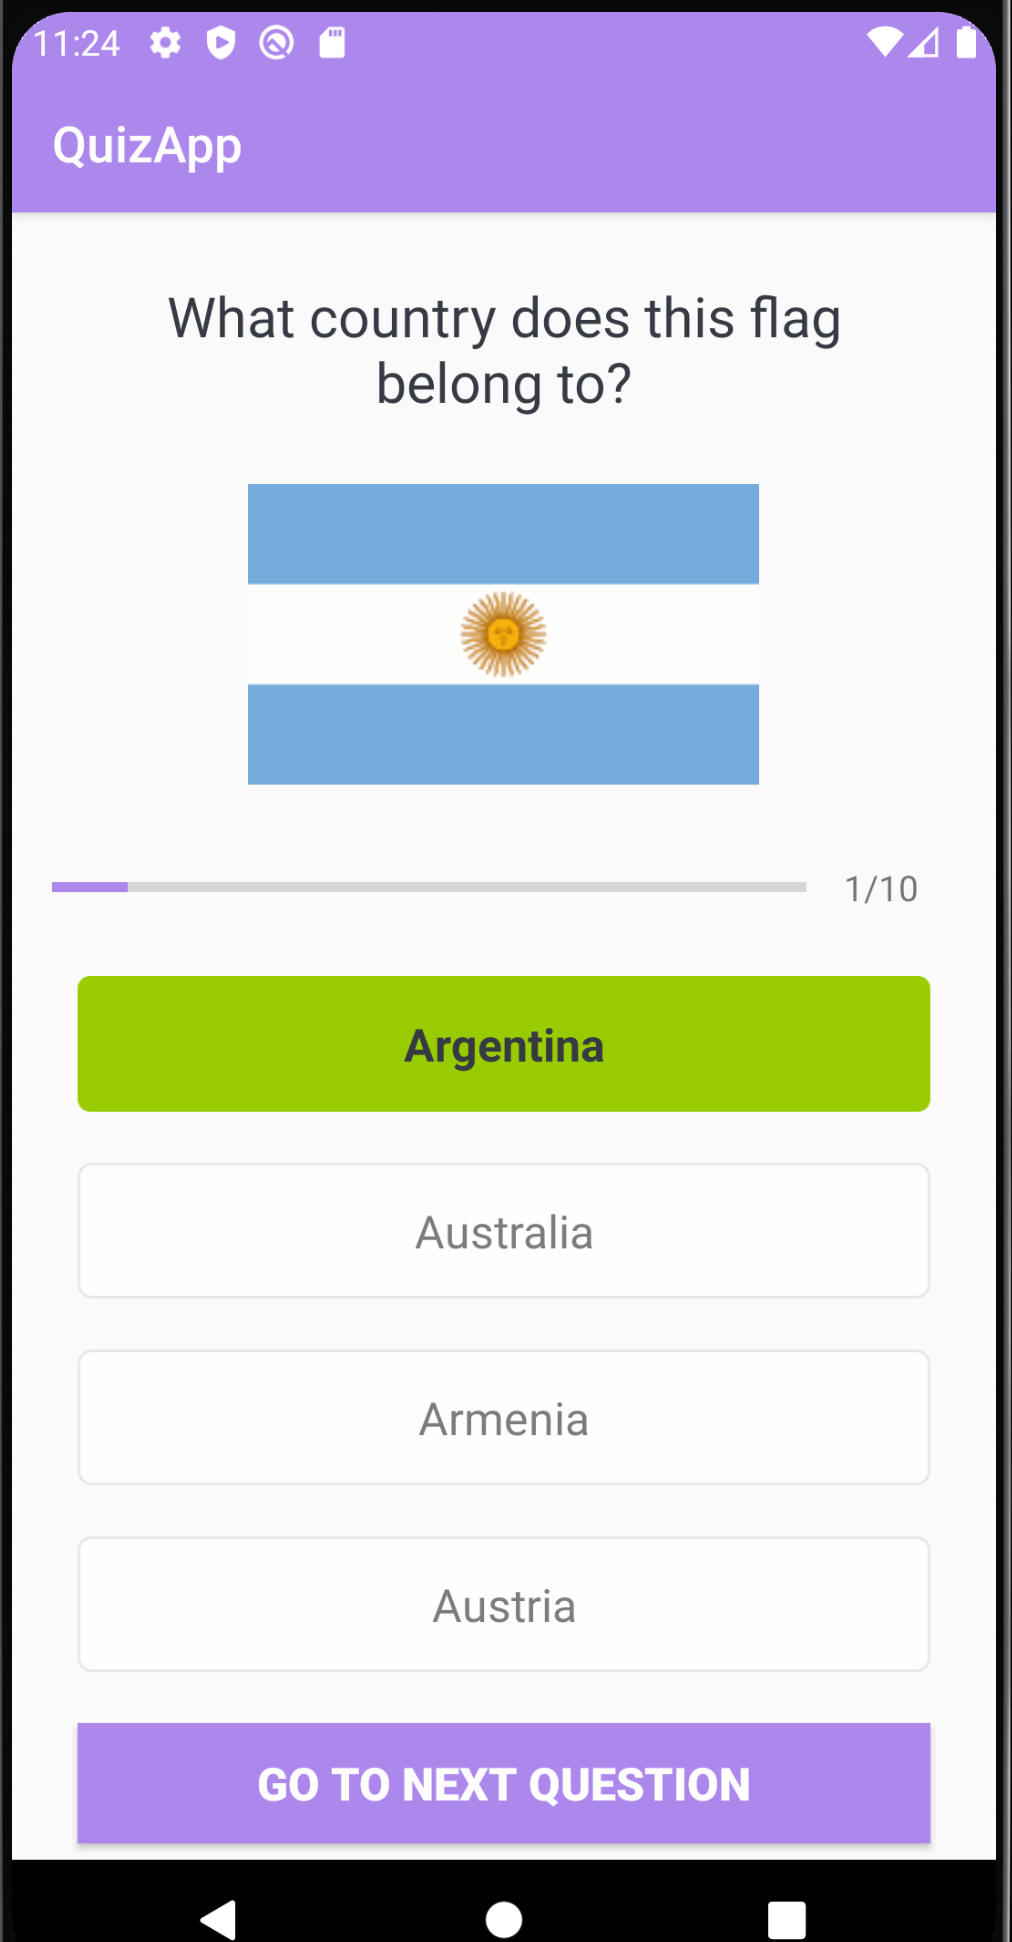 11:24
QuizApp
What country does this flag
belong to?
1/10
Argentina
Australia
Armenia
Austria
GO TO NEXT QUESTION